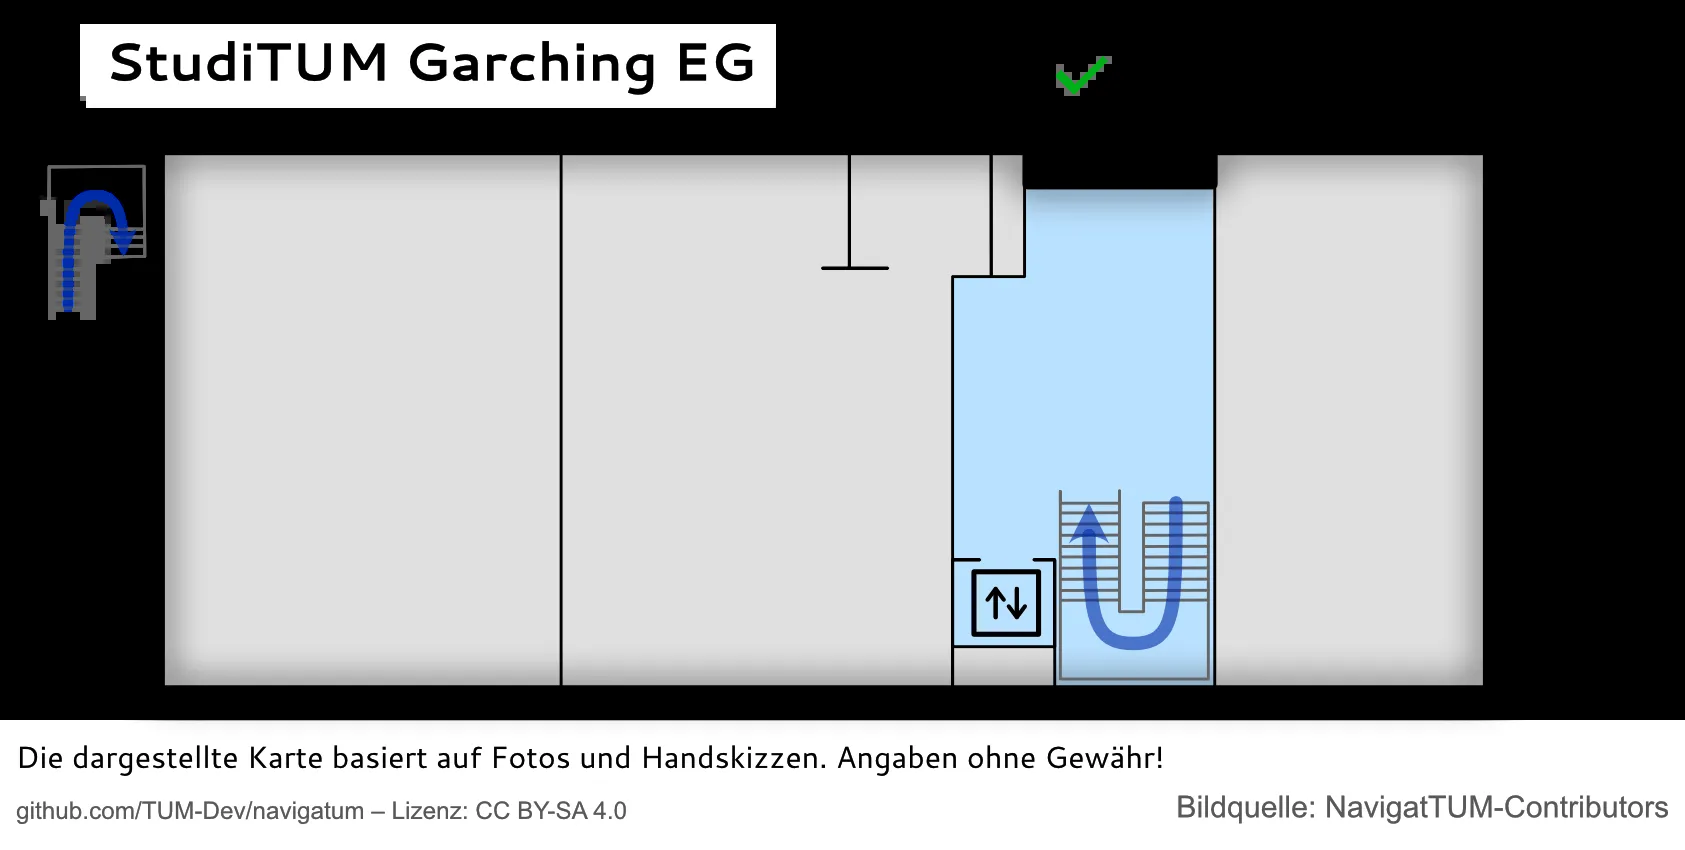 StudiTUM Garching EG
Die dargestellte Karte basiert auf Fotos und Handskizzen. Angaben ohne Gewähr!
github.com/TUM-Dev/navigatum – Lizenz: CC BY-SA 4.0
Bildquelle: NavigatTUM-Contributors